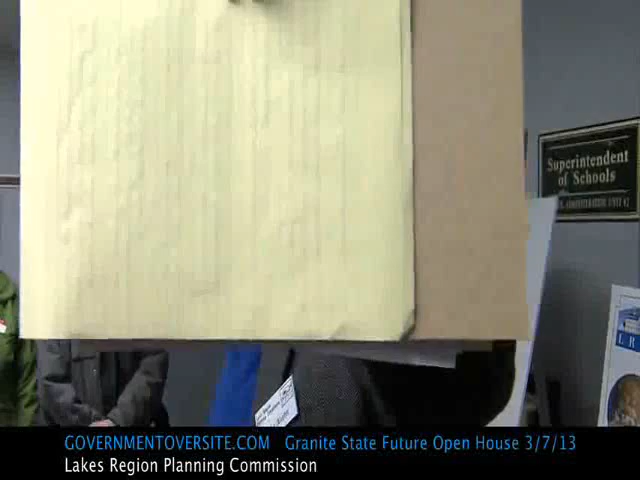 Superintendent
of Schools
L R
GOVERNMENTOVERSITE.COM Granite State Future Open House 3/7/13
Lakes Region Planning Commission